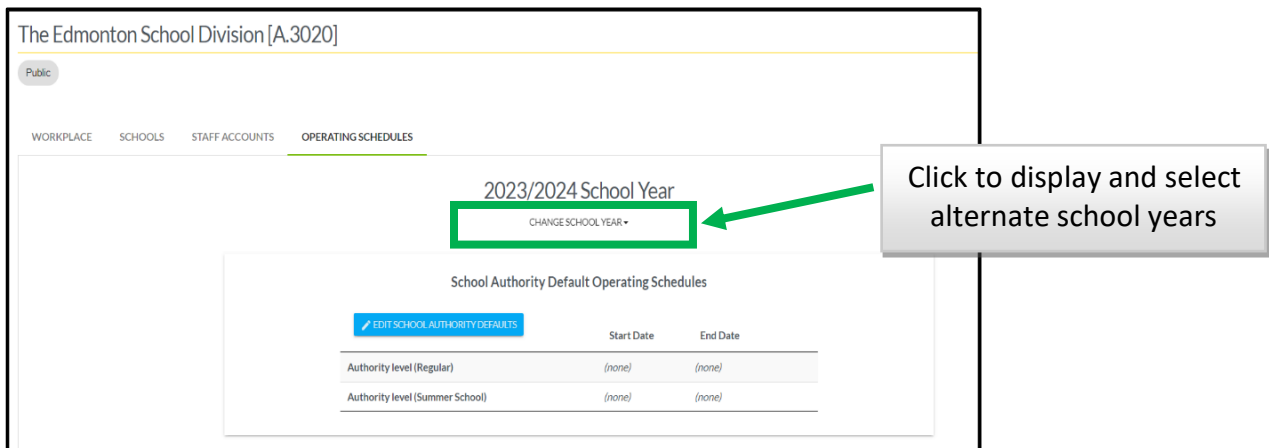 The Edmonton School Division [A.3020]
Public
WORKPLACE SCHOOLS STAFF ACCOUNTS OPERATING SCHEDULES
2023/2024 School Year
CHANGE SCHOOL YEAR
Click to display and select
alternate school years
School Authority Default Operating Schedules
EDIT SCHOOL AUTHORITY DEFAULTS
Start Date End Date
Authority level (Regular) (none) (none)
Authority level (Summer School) (none) (none)